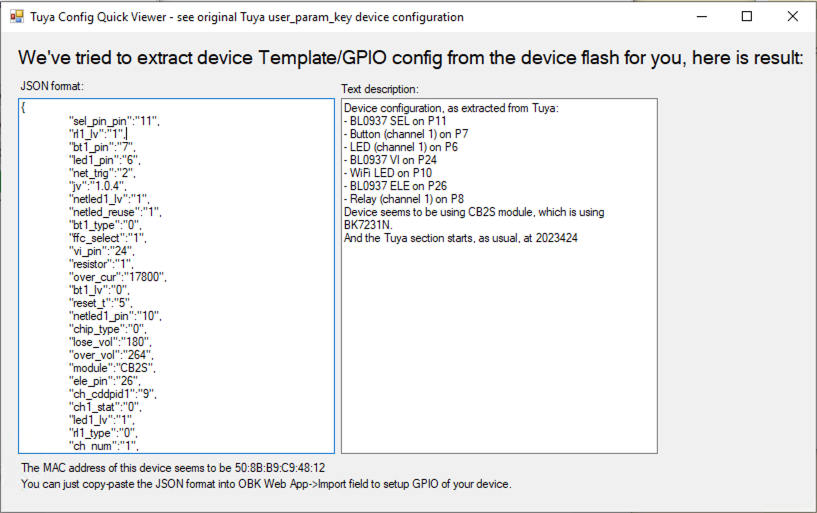 Tuya Config Quick Viewer - see original Tuya user_param_key device configuration
We've tried to extract device Template/GPIO config from the device flash for you, here is result:
JSON format:
{
"sel_pin_pin":"11",
"rl1_lv":"1",
"bt1_pin":"7",
"led1_pin":"6",
"net_trig":"2",
"jv":"1.0.4",
"netled1_lv":"1",
"netled_reuse":"1",
"bt1_type":"0",
"ffc_select":"1",
"vi_pin":"24",
"resistor":"1",
"over_cur":"17800",
"bt1_lv":"0",
"reset_t":"5",
"netled1_pin":"10",
"chip_type":"0",
"lose_vol":"180",
"over_vol":"264",
"module":"CB2S",
"ele_pin":"26",
"ch_cddpid1":"9",
"ch1_stat":"0",
"led1_lv":"1",
"rl1_type":"0",
"ch_num":"1",
Text description:
Device configuration, as extracted from Tuya:
- BL0937 SEL on P11
- Button (channel 1) on P7
- LED (channel 1) on P6
- BL0937 VI on P24
- WiFi LED on P10
- BL0937 ELE on P26
- Relay (channel 1) on P8
Device seems to be using CB2S module, which is using
BK7231N.
And the Tuya section starts, as usual, at 2023424
The MAC address of this device seems to be 50:8B:B9:C9:48:12
You can just copy-paste the JSON format into OBK Web App->Import field to setup GPIO of your device.